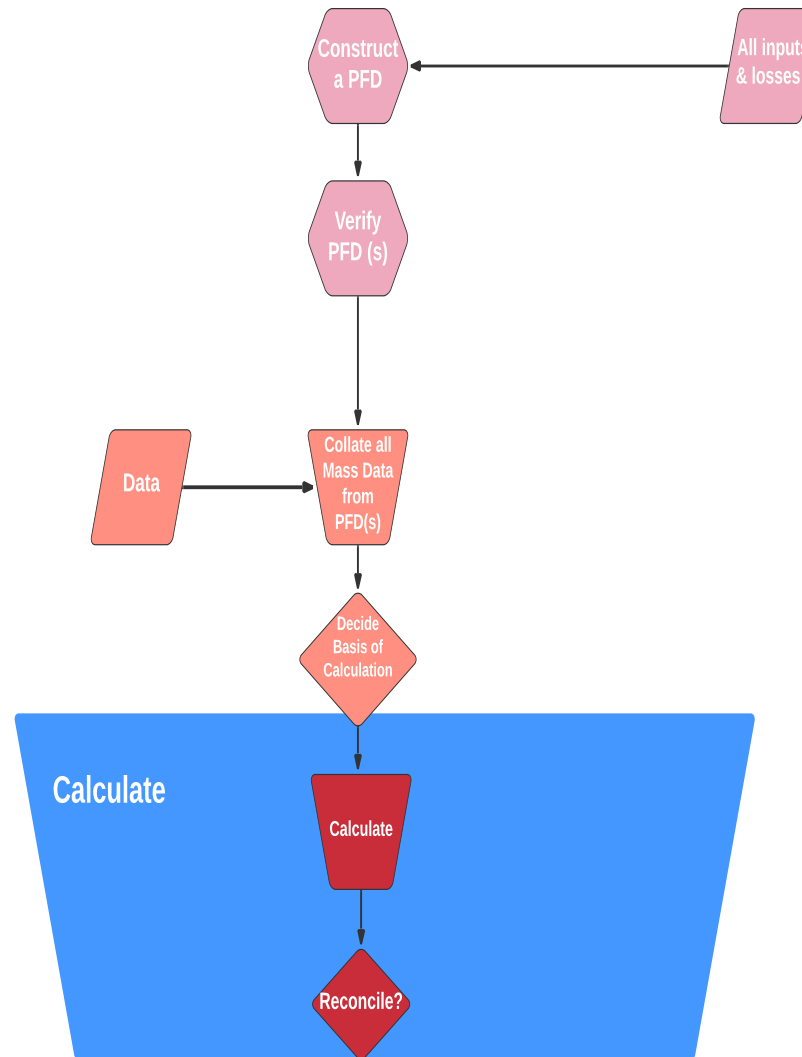 Construct
a PFD
All inputs
& losses
Verify
PFD (s)
Collate all
Mass Data
from
PFD(s)
Data
Decide
Basis of
Calculation
Calculate
Calculate
Reconcile?